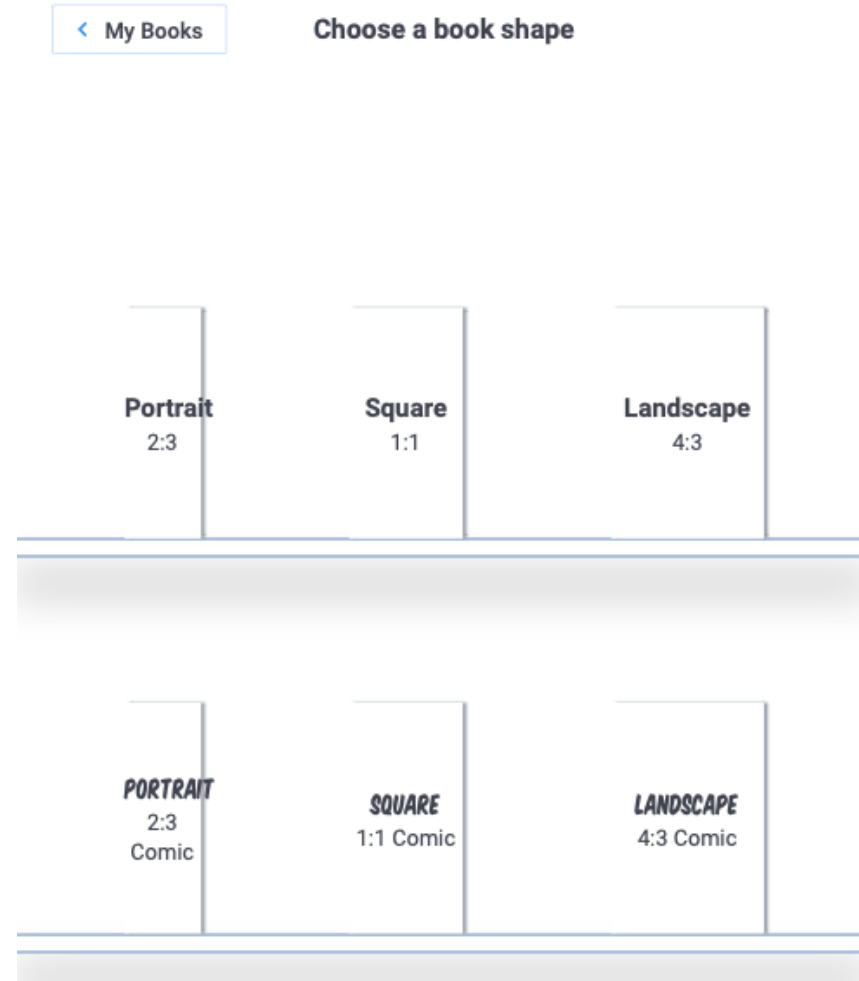 My Books
Choose a book shape
Portrait
2:3
Square
1:1
Landscape
4:3
PORTRAIT
2:3
Comic
SQUARE
1:1 Comic
LANDSCAPE
4:3 Comic